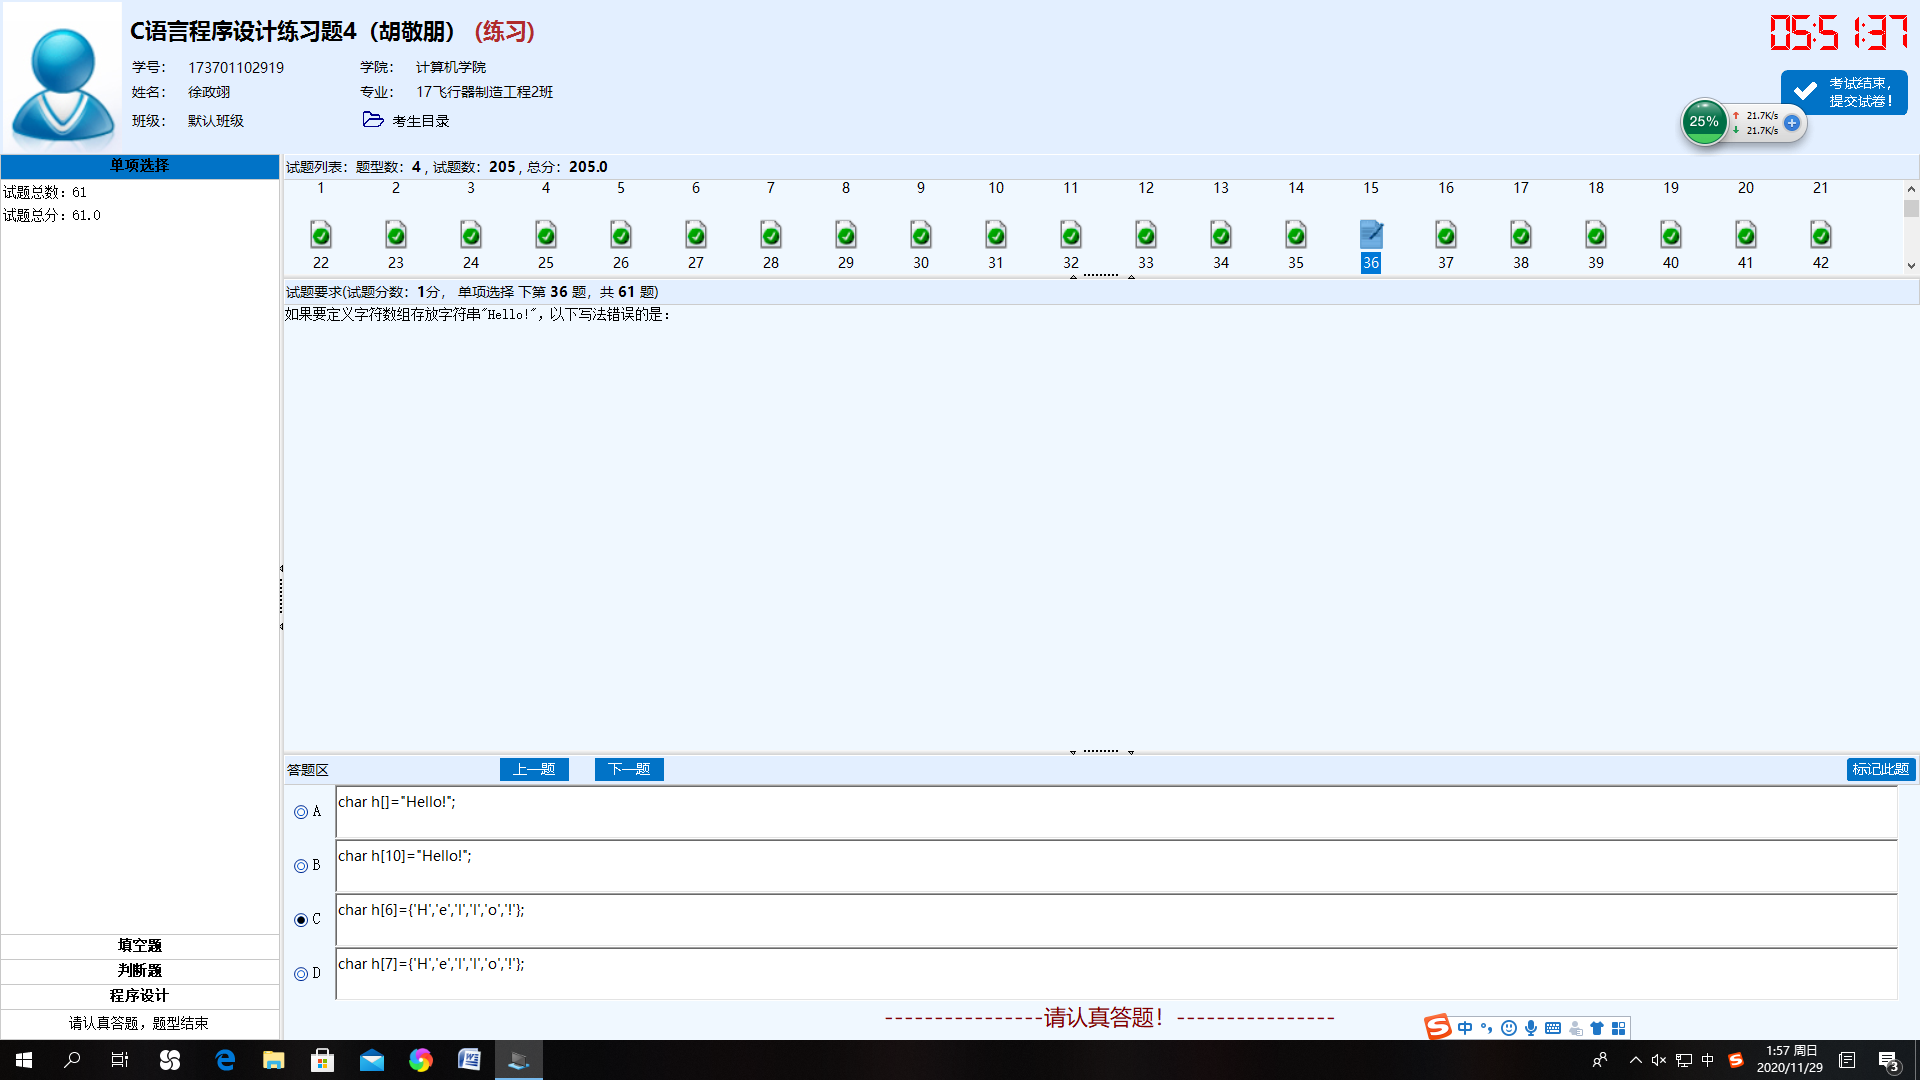 C语言程序设计练习题4（胡敬朋） (练习)
05:51:37
学号： 173701102919 学院： 计算机学院
姓名： 徐政翊 专业： 17飞行器制造工程2班
班级： 默认班级 考生目录
考试结束，
提交试卷！
25%
↑ 21.7K/s
↓ 21.7K/s
单项选择
试题总数：61
试题总分：61.0
试题列表：题型数：4，试题数：205，总分：205.0
1 2 3 4 5 6 7 8 9 10 11 12 13 14 15 16 17 18 19 20 21
22 23 24 25 26 27 28 29 30 31 32 33 34 35 36 37 38 39 40 41 42
试题要求(试题分数：1分， 单项选择 下第 36 题，共 61 题)
如果要定义字符数组存放字符串"Hello!"，以下写法错误的是：
答题区 上一题 下一题 标记此题
A char h[]="Hello!";
B char h[10]="Hello!";
C char h[6]={'H','e','l','l','o','!'};
D char h[7]={'H','e','l','l','o','!'};
填空题
判断题
程序设计
请认真答题，题型结束
----------------请认真答题！----------------
中
中
1:57 周日
2020/11/29
3